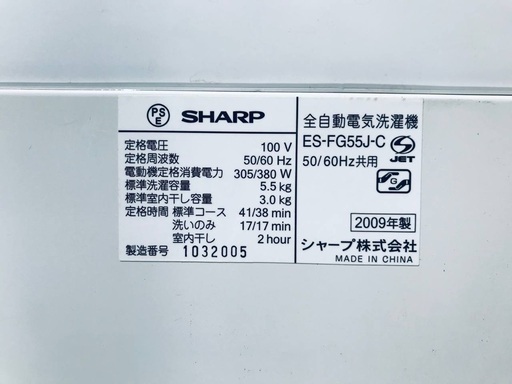 PS
E
SHARP
定格電圧 100 V
定格周波数 50/60 Hz
電動機定格消費電力 305/380 W
標準洗濯容量 5.5 kg
標準室内干し容量 3.0 kg
定格時間 標準コース 41/38 min
洗いのみ 17/17 min
室内干し 2 hour
製造番号 1032005
全自動電気洗濯機
ES-FG55J-C
50/60Hz共用
S
JET
G
2009年製
シャープ株式会社
MADE IN CHINA